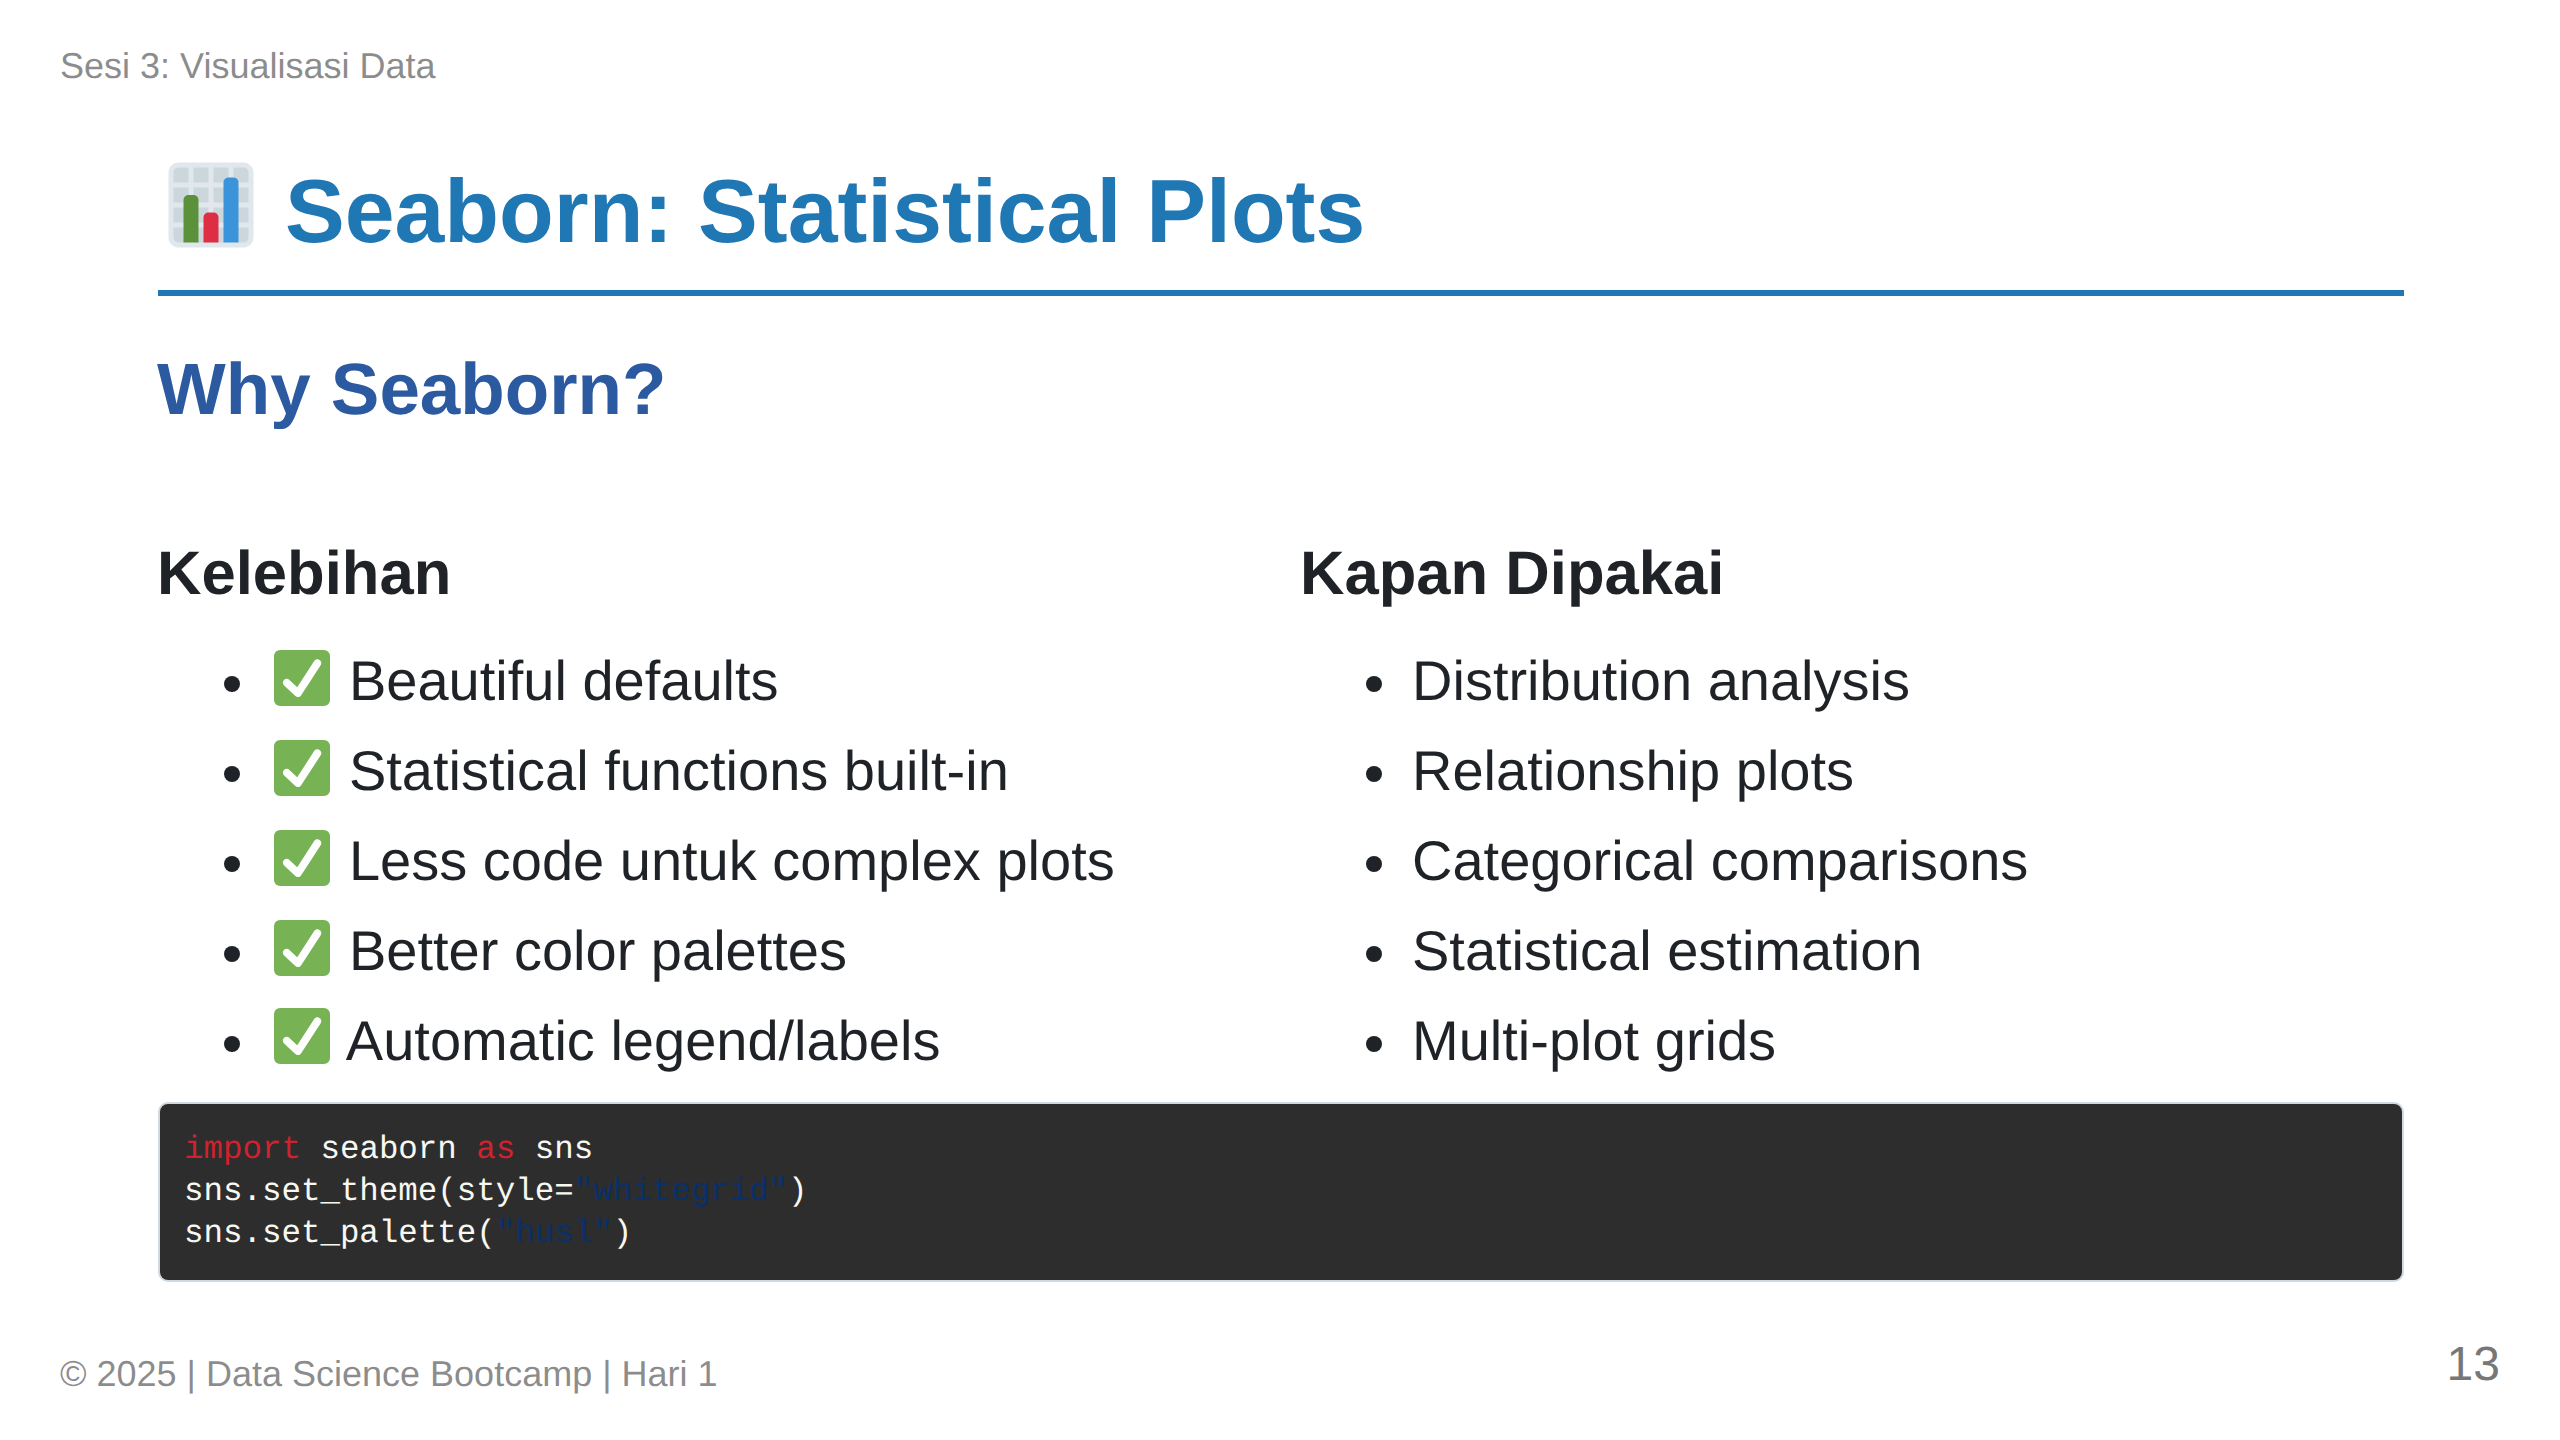 Sesi 3: Visualisasi Data
📊 Seaborn: Statistical Plots
Why Seaborn?
Kelebihan
• ✅ Beautiful defaults
• ✅ Statistical functions built-in
• ✅ Less code untuk complex plots
• ✅ Better color palettes
• ✅ Automatic legend/labels
Kapan Dipakai
• Distribution analysis
• Relationship plots
• Categorical comparisons
• Statistical estimation
• Multi-plot grids
import seaborn as sns
sns.set_theme(style="whitegrid")
sns.set_palette("husl")
© 2025 | Data Science Bootcamp | Hari 1
13